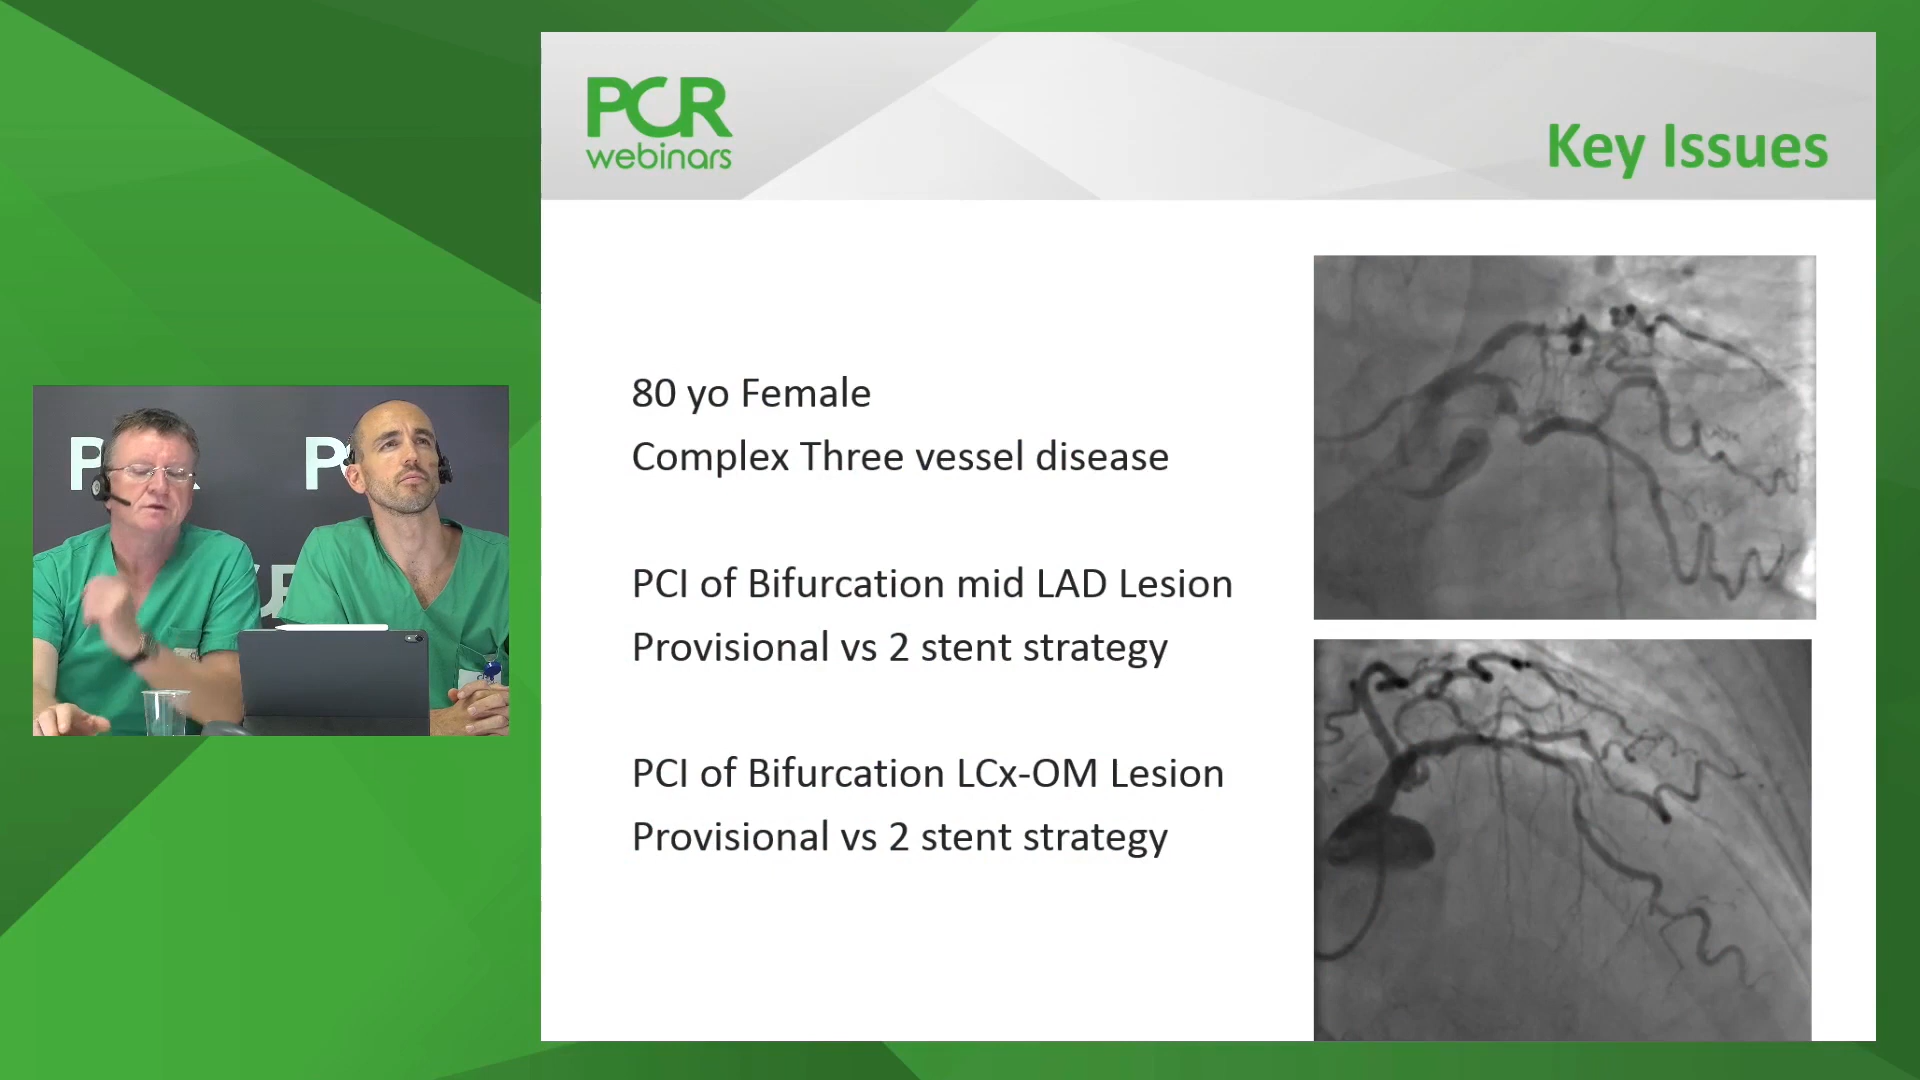 PCR
webinars
Key Issues
80 yo Female
Complex Three vessel disease
PCI of Bifurcation mid LAD Lesion
Provisional vs 2 stent strategy
PCI of Bifurcation LCx-OM Lesion
Provisional vs 2 stent strategy